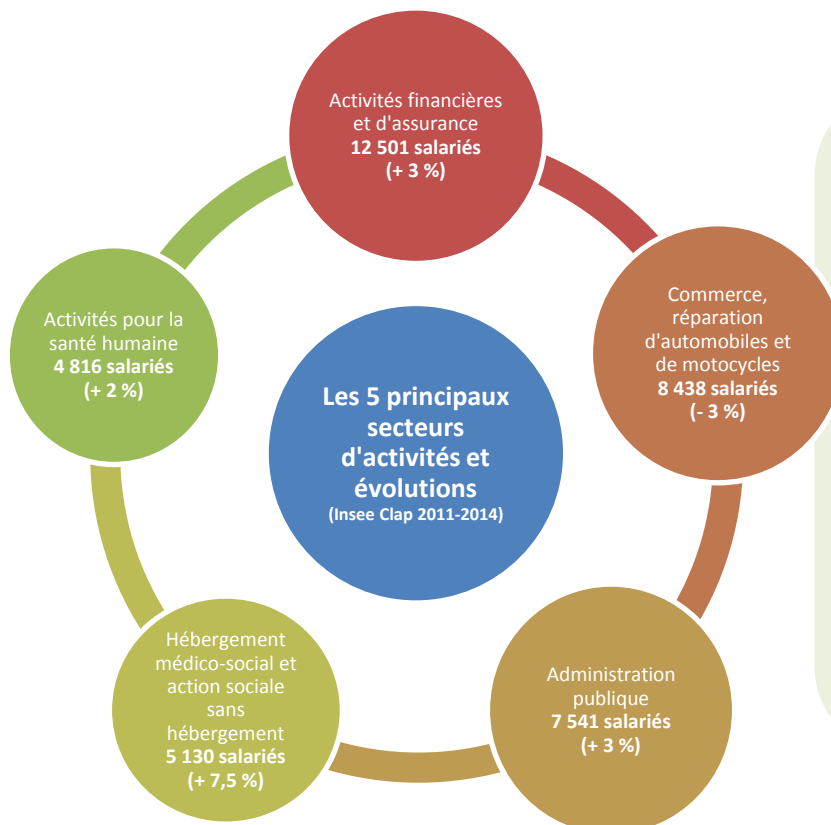 Activités financières
et d'assurance
12 501 salariés
(+ 3 %)
Commerce,
réparation
d'automobiles et
de motocycles
8 438 salariés
(- 3 %)
Administration
publique
7 541 salariés
(+ 3 %)
Hébergement
médico-social et
action sociale
sans
hébergement
5 130 salariés
(+ 7,5 %)
Activités pour la
santé humaine
4 816 salariés
(+ 2 %)
Les 5 principaux
secteurs
d'activités et
évolutions
(Insee Clap 2011-2014)